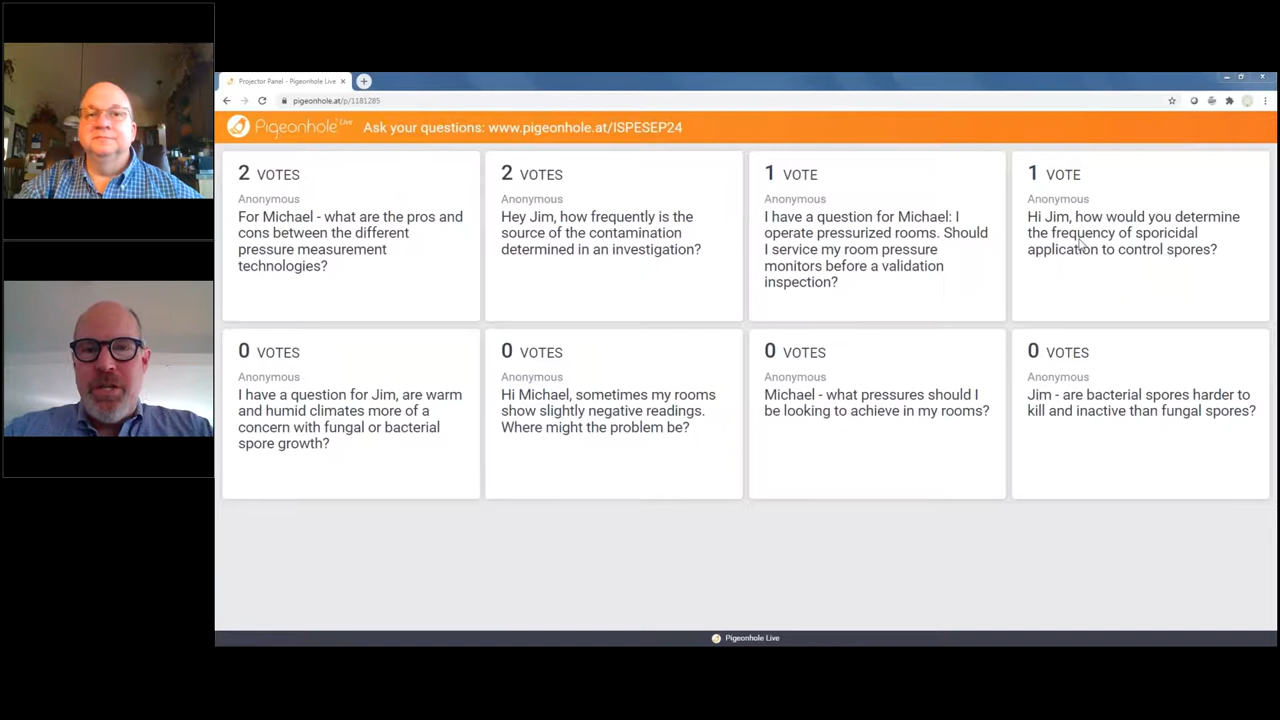 Projector Panel - Pigeonhole Live
pigeonhole.at/p/1181285
Pigeonhole Live
Ask your questions: www.pigeonhole.at/ISPESEP24
2 VOTES
Anonymous
For Michael - what are the pros and
cons between the different
pressure measurement
technologies?
2 VOTES
Anonymous
Hey Jim, how frequently is the
source of the contamination
determined in an investigation?
1 VOTE
Anonymous
I have a question for Michael: I
operate pressurized rooms. Should
I service my room pressure
monitors before a validation
inspection?
1 VOTE
Anonymous
Hi Jim, how would you determine
the frequency of sporicidal
application to control spores?
0 VOTES
Anonymous
I have a question for Jim, are warm
and humid climates more of a
concern with fungal or bacterial
spore growth?
0 VOTES
Anonymous
Hi Michael, sometimes my rooms
show slightly negative readings.
Where might the problem be?
0 VOTES
Anonymous
Michael - what pressures should I
be looking to achieve in my rooms?
0 VOTES
Anonymous
Jim - are bacterial spores harder to
kill and inactive than fungal spores?
Pigeonhole Live